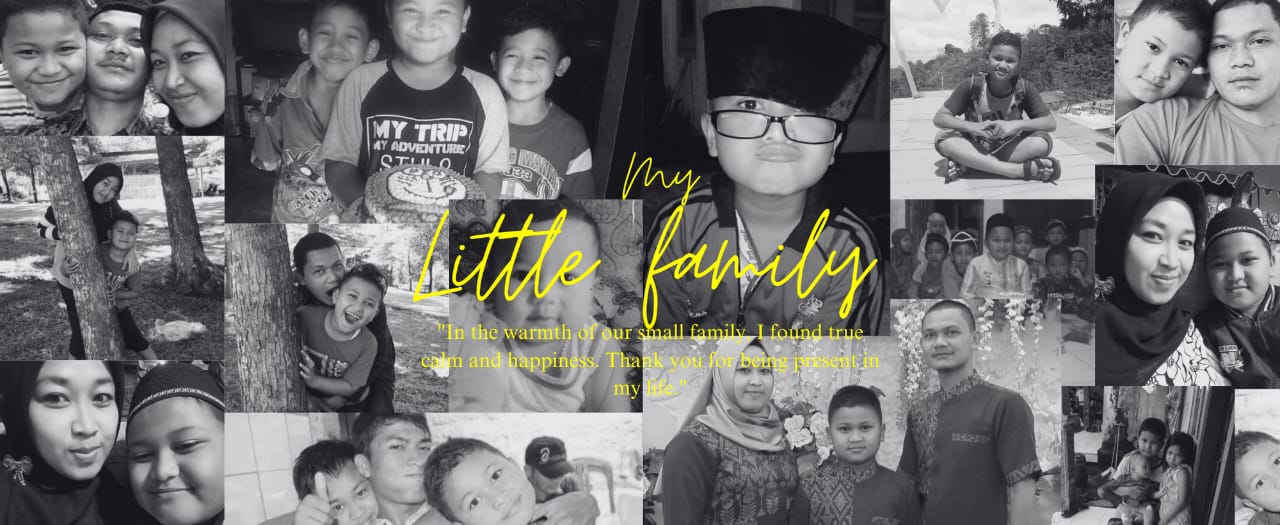 MY TRIP
MY ADVENTURE
My
Little family
"In the warmth of our small family, I found true
calm and happiness. Thank you for being present in
my life."